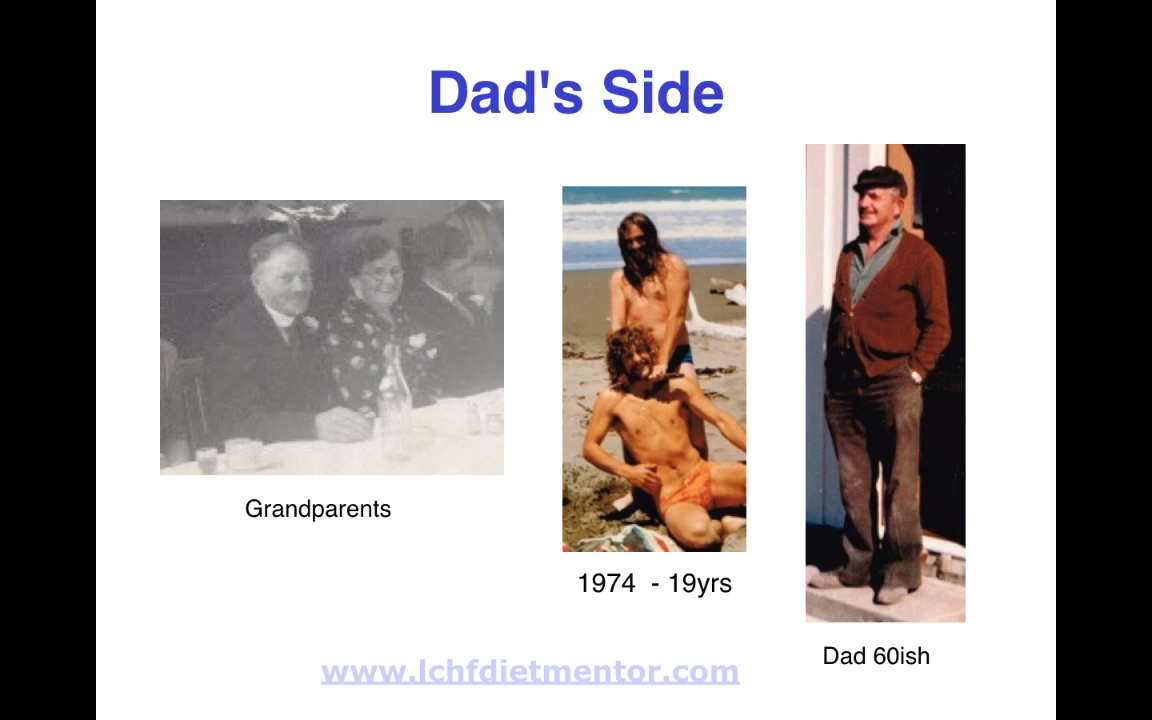 Dad's Side
Grandparents
1974 - 19yrs
Dad 60ish
www.lchfdietmentor.com